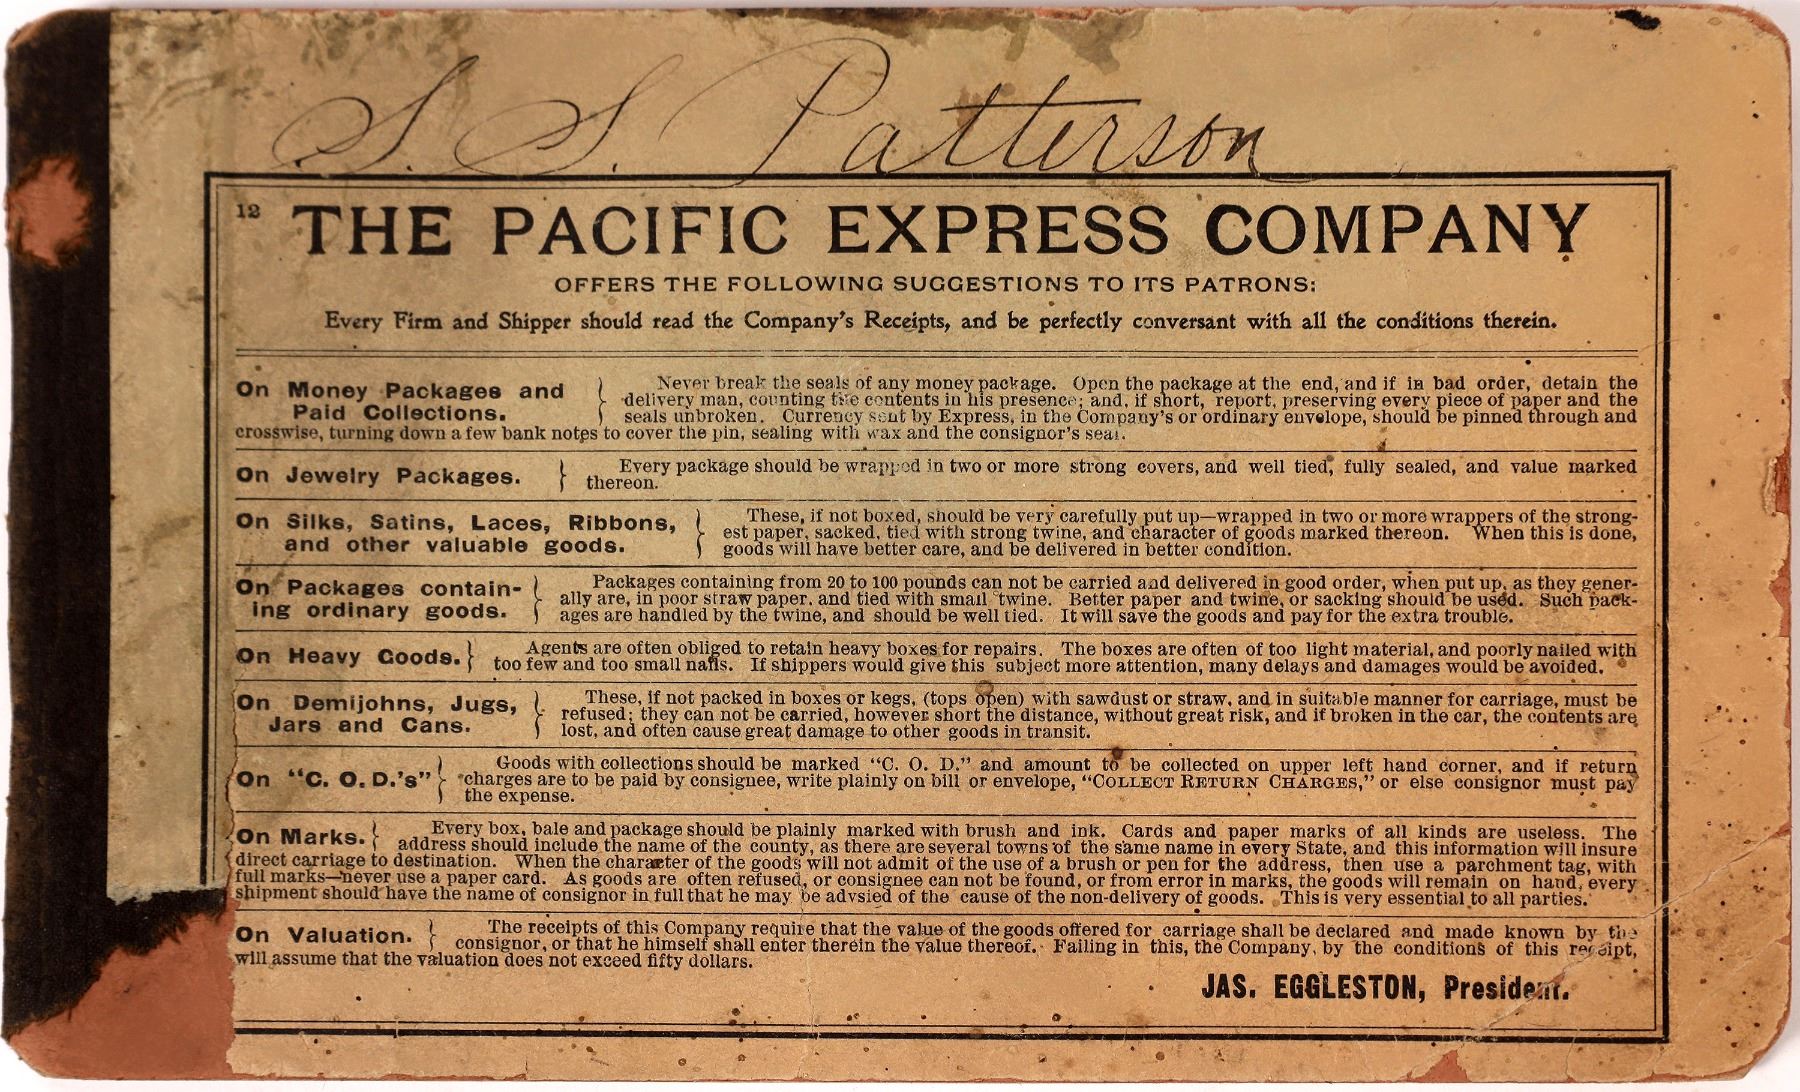 S. S. Patterson
12 THE PACIFIC EXPRESS COMPANY
OFFERS THE FOLLOWING SUGGESTIONS TO ITS PATRONS:
Every Firm and Shipper should read the Company's Receipts, and be perfectly conversant with all the conditions therein.
On Money Packages and
Paid Collections.
Never break the seals of any money package. Open the package at the end, and if in bad order, detain the
delivery man, counting the contents in his presence; and, if short, report, preserving every piece of paper and the
seals unbroken. Currency sent by Express, in the Company's or ordinary envelope, should be pinned through and
crosswise, turning down a few bank notes to cover the pin, sealing with wax and the consignor's seal.
On Jewelry Packages.
Every package should be wrapped in two or more strong covers, and well tied, fully sealed, and value marked
thereon.
On Silks, Satins, Laces, Ribbons,
and other valuable goods.
These, if not boxed, should be very carefully put up—wrapped in two or more wrappers of the strong-
est paper, sacked, tied with strong twine, and character of goods marked thereon. When this is done,
goods will have better care, and be delivered in better condition.
On Packages contain-
ing ordinary goods.
Packages containing from 20 to 100 pounds can not be carried and delivered in good order, when put up, as they gener-
ally are, in poor straw paper, and tied with small twine. Better paper and twine, or sacking should be used. Such pack-
ages are handled by the twine, and should be well tied. It will save the goods and pay for the extra trouble.
On Heavy Goods.
Agents are often obliged to retain heavy boxes for repairs. The boxes are often of too light material, and poorly nailed with
too few and too small nails. If shippers would give this subject more attention, many delays and damages would be avoided.
On Demijohns, Jugs,
Jars and Cans.
These, if not packed in boxes or kegs, (tops open) with sawdust or straw, and in suitable manner for carriage, must be
refused; they can not be carried, however short the distance, without great risk, and if broken in the car, the contents are
lost, and often cause great damage to other goods in transit.
On "C. O. D.'s"
Goods with collections should be marked "C. O. D." and amount to be collected on upper left hand corner, and if return
charges are to be paid by consignee, write plainly on bill or envelope, "COLLECT RETURN CHARGES," or else consignor must pay
the expense.
On Marks.
Every box, bale and package should be plainly marked with brush and ink. Cards and paper marks of all kinds are useless. The
address should include the name of the county, as there are several towns of the same name in every State, and this information will insure
direct carriage to destination. When the character of the goods will not admit of the use of a brush or pen for the address, then use a parchment tag, with
full marks—never use a paper card. As goods are often refused, or consignee can not be found, or from error in marks, the goods will remain on hand, every
shipment should have the name of consignor in full that he may be advsied of the cause of the non-delivery of goods. This is very essential to all parties.
On Valuation.
The receipts of this Company require that the value of the goods offered for carriage shall be declared and made known by the
consignor, or that he himself shall enter therein the value thereof. Failing in this, the Company, by the conditions of this receipt,
will assume that the valuation does not exceed fifty dollars.
JAS. EGGLESTON, President.